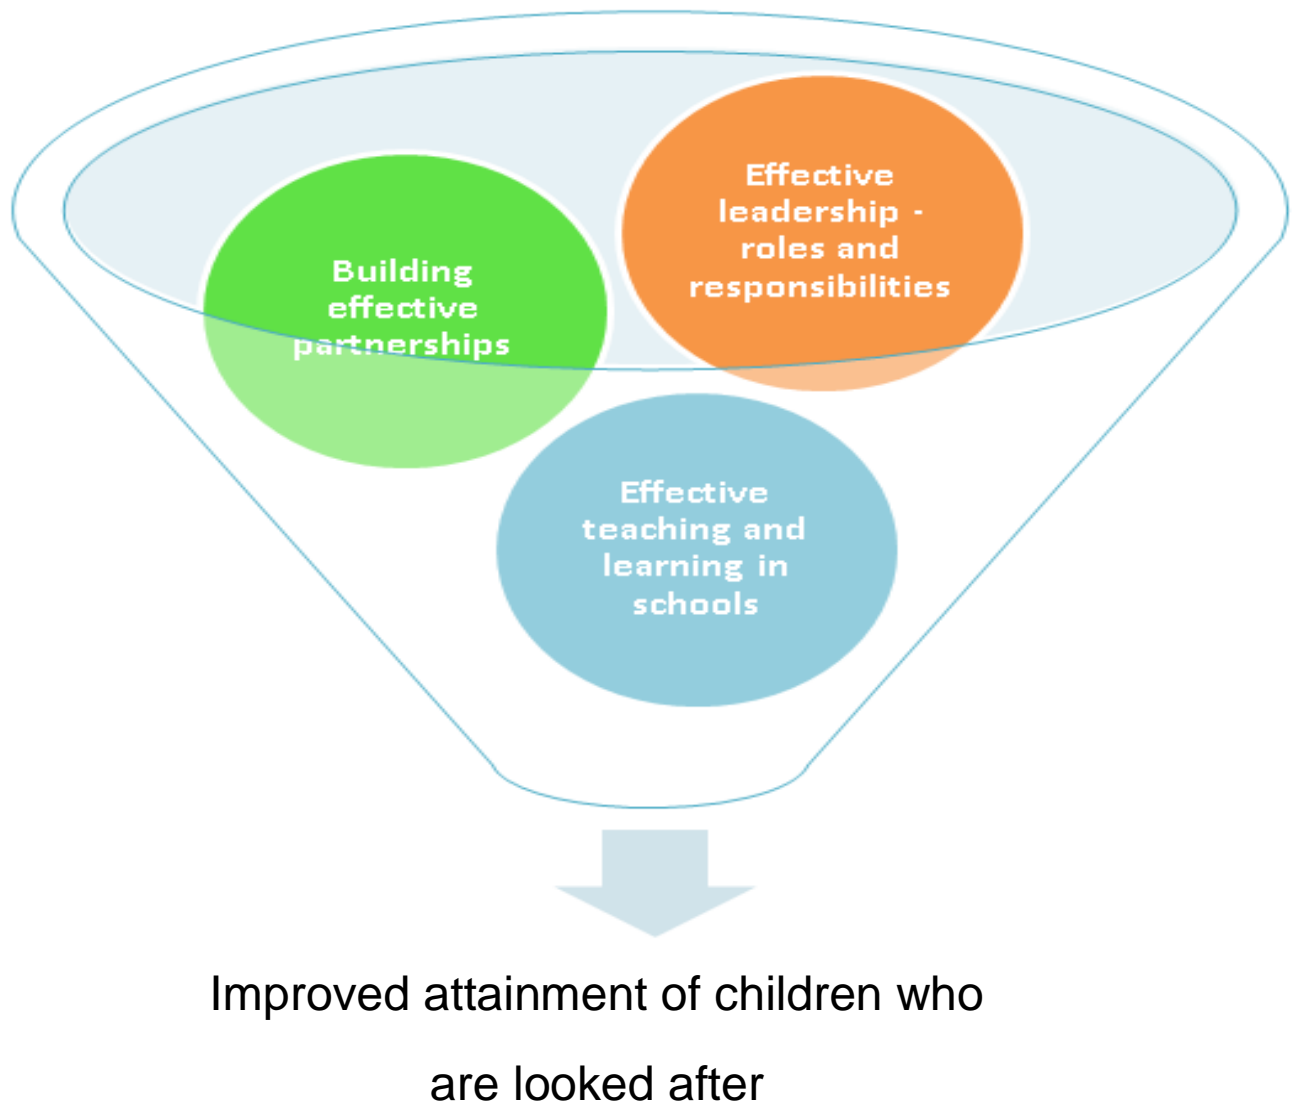 Effective
leadership -
roles and
responsibilities
Building
effective
partnerships
Effective
teaching and
learning in
schools
Improved attainment of children who
are looked after